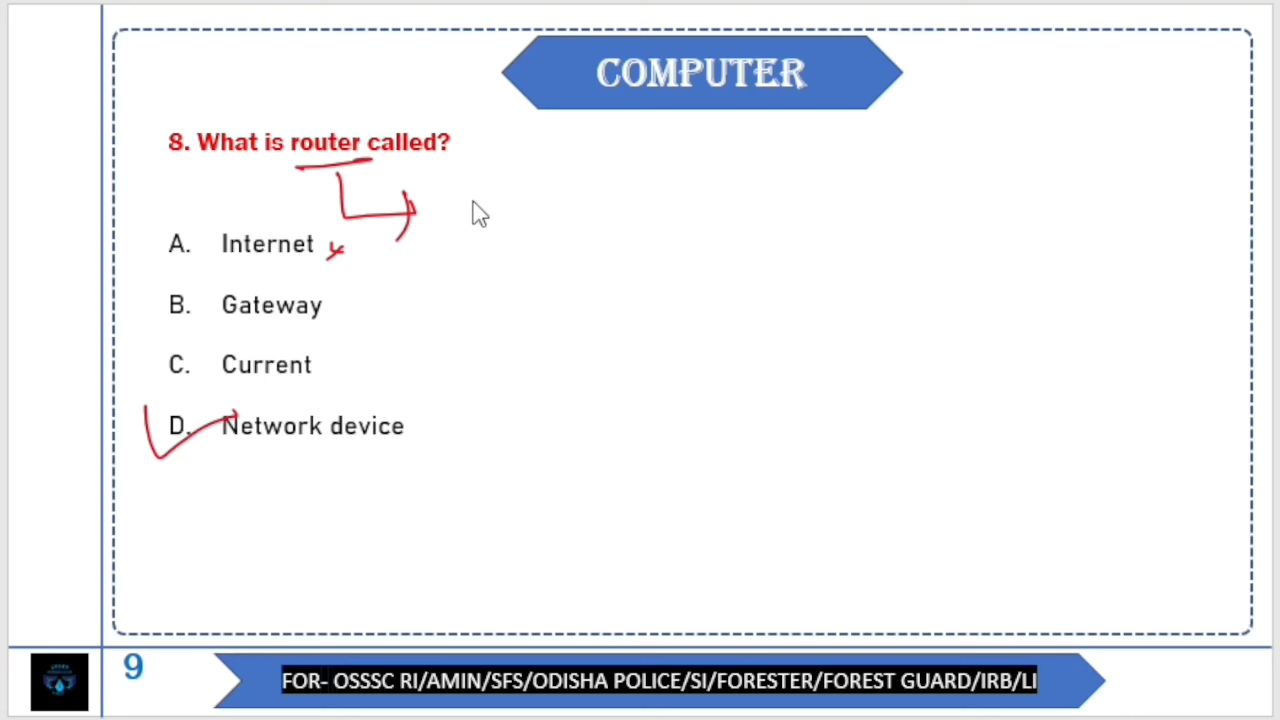 COMPUTER
8. What is router called?
A. Internet
B. Gateway
C. Current
D. Network device
9
FOR- OSSSC RI/AMIN/SFS/ODISHA POLICE/SI/FORESTER/FOREST GUARD/IRB/LI